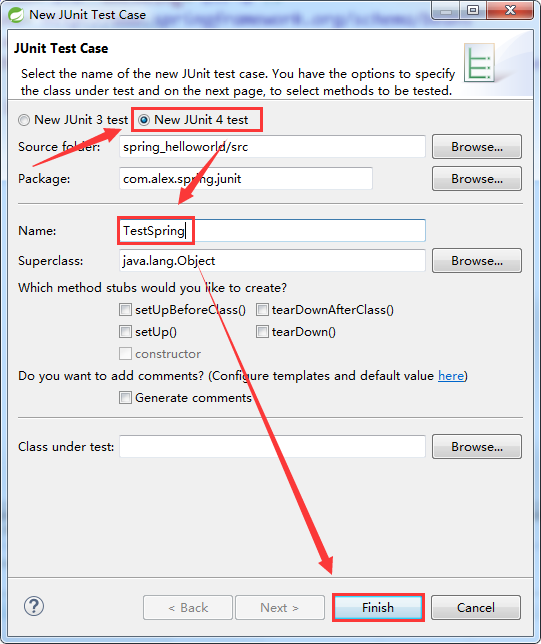 New JUnit Test Case
JUnit Test Case
Select the name of the new JUnit test case. You have the options to specify
the class under test and on the next page, to select methods to be tested.
New JUnit 3 test New JUnit 4 test
Source folder: spring_helloworld/src Browse...
Package: com.alex.spring.junit Browse...
Name: TestSpring
Superclass: java.lang.Object Browse...
Which method stubs would you like to create?
setUpBeforeClass() tearDownAfterClass()
setUp() tearDown()
constructor
Do you want to add comments? (Configure templates and default value here)
Generate comments
Class under test: Browse...
? < Back Next > Finish Cancel